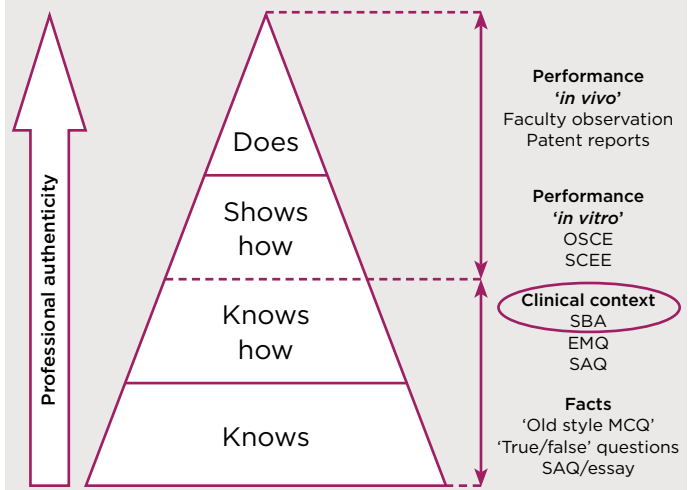 Professional authenticity
Does
Shows
how
Knows
how
Knows
Performance
‘in vivo’
Faculty observation
Patent reports
Performance
‘in vitro’
OSCE
SCEE
Clinical context
SBA
EMQ
SAQ
Facts
‘Old style MCQ’
‘True/false’ questions
SAQ/essay